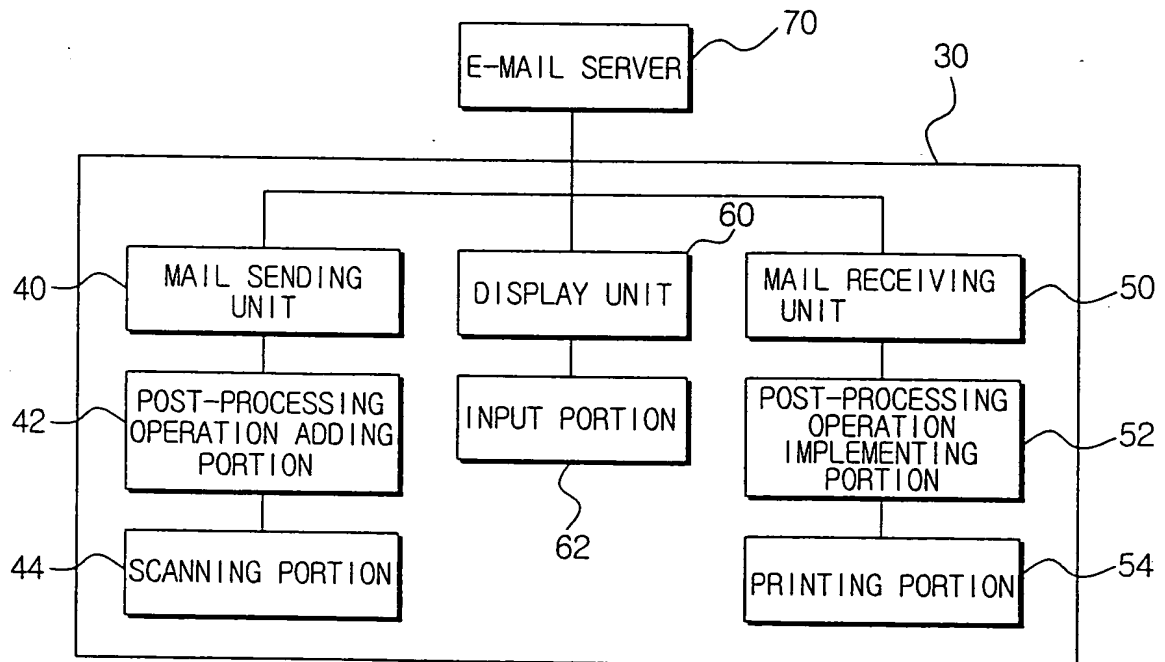 70
E-MAIL SERVER
30
60
40
MAIL SENDING
UNIT
DISPLAY UNIT
MAIL RECEIVING
UNIT
50
42
POST-PROCESSING
OPERATION ADDING
PORTION
INPUT PORTION
POST-PROCESSING
OPERATION
IMPLEMENTING
PORTION
52
62
44
SCANNING PORTION
PRINTING PORTION
54